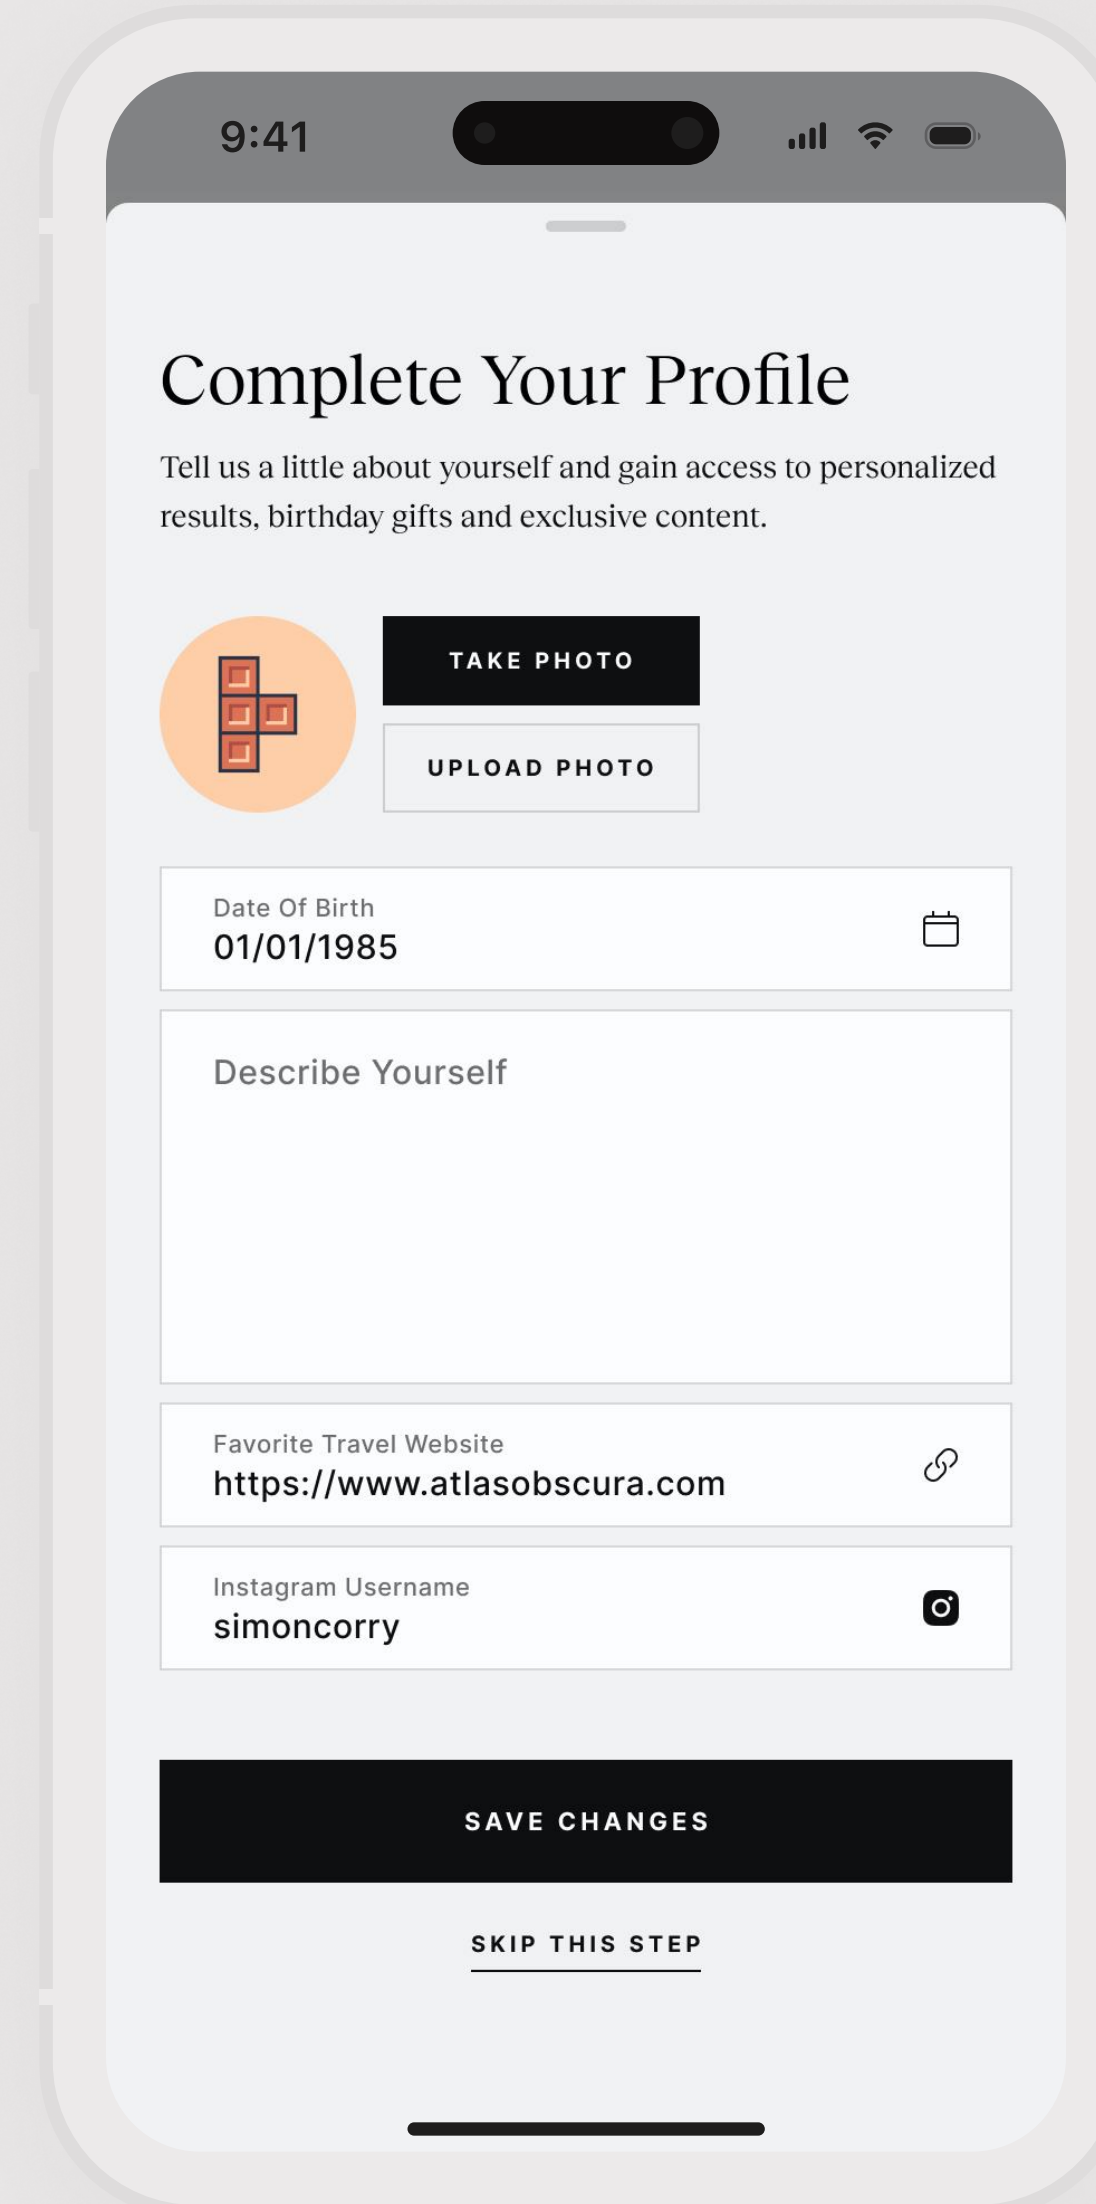 9:41
Complete Your Profile
Tell us a little about yourself and gain access to personalized
results, birthday gifts and exclusive content.
TAKE PHOTO
UPLOAD PHOTO
Date Of Birth
01/01/1985
Describe Yourself
Favorite Travel Website
https://www.atlasobscura.com
Instagram Username
simoncorry
SAVE CHANGES
SKIP THIS STEP